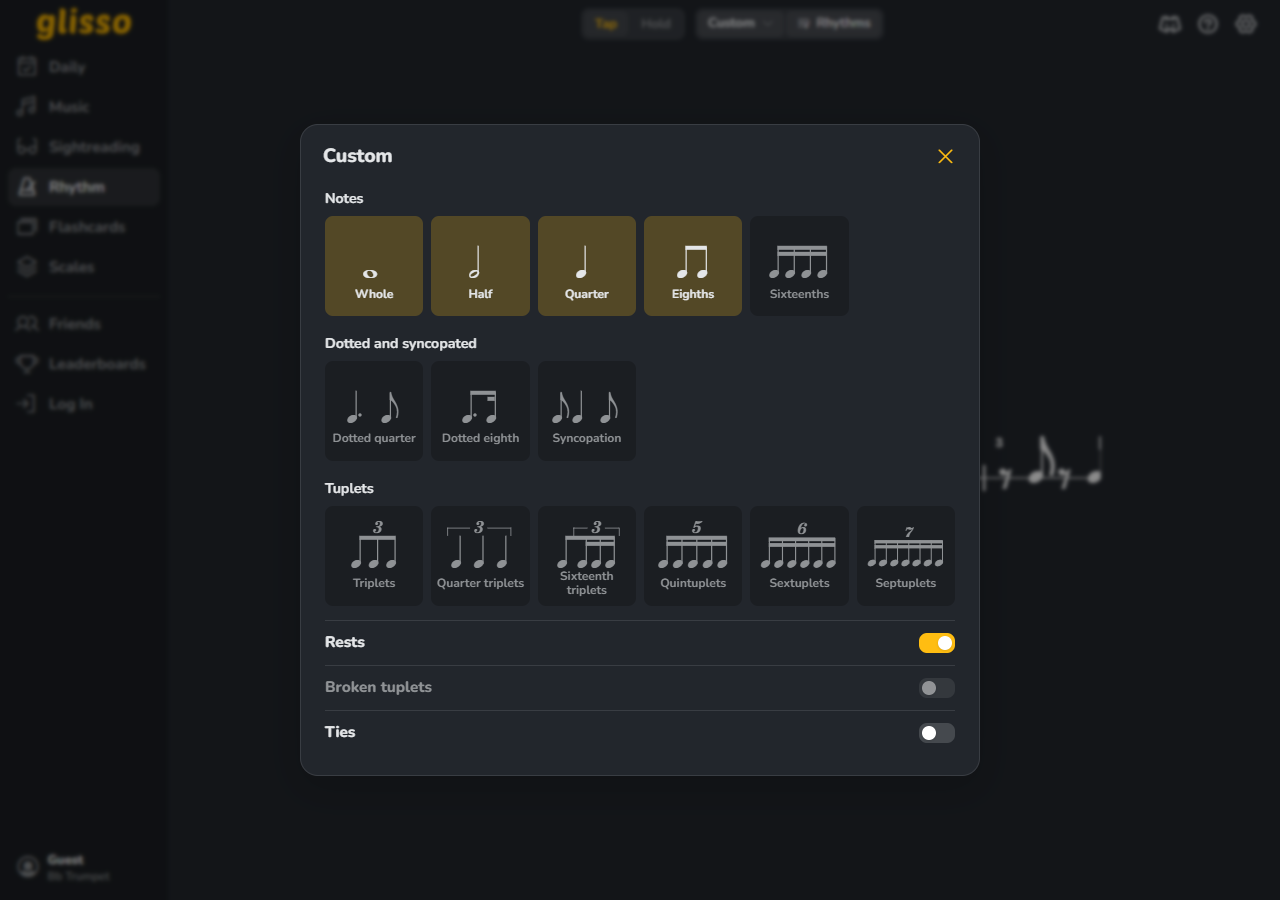 glisso
Tap Hold Custom Rhythms
Daily
Music
Sightreading
Rhythm
Flashcards
Scales
Friends
Leaderboards
Log In
Custom
Notes
Whole Half Quarter Eighths Sixteenths
Dotted and syncopated
Dotted quarter Dotted eighth Syncopation
Tuplets
3 3 3 5 6 7
Triplets Quarter triplets Sixteenth triplets Quintuplets Sextuplets Septuplets
Rests
Broken tuplets
Ties
3
Guest
Bb Trumpet